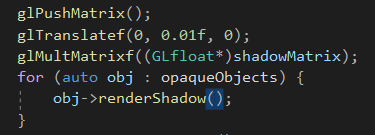 glPushMatrix();
glTranslatef(0, 0.01f, 0);
glMultMatrixf((GLfloat*)shadowMatrix);
for (auto obj : opaqueObjects) {
    obj->renderShadow();
}